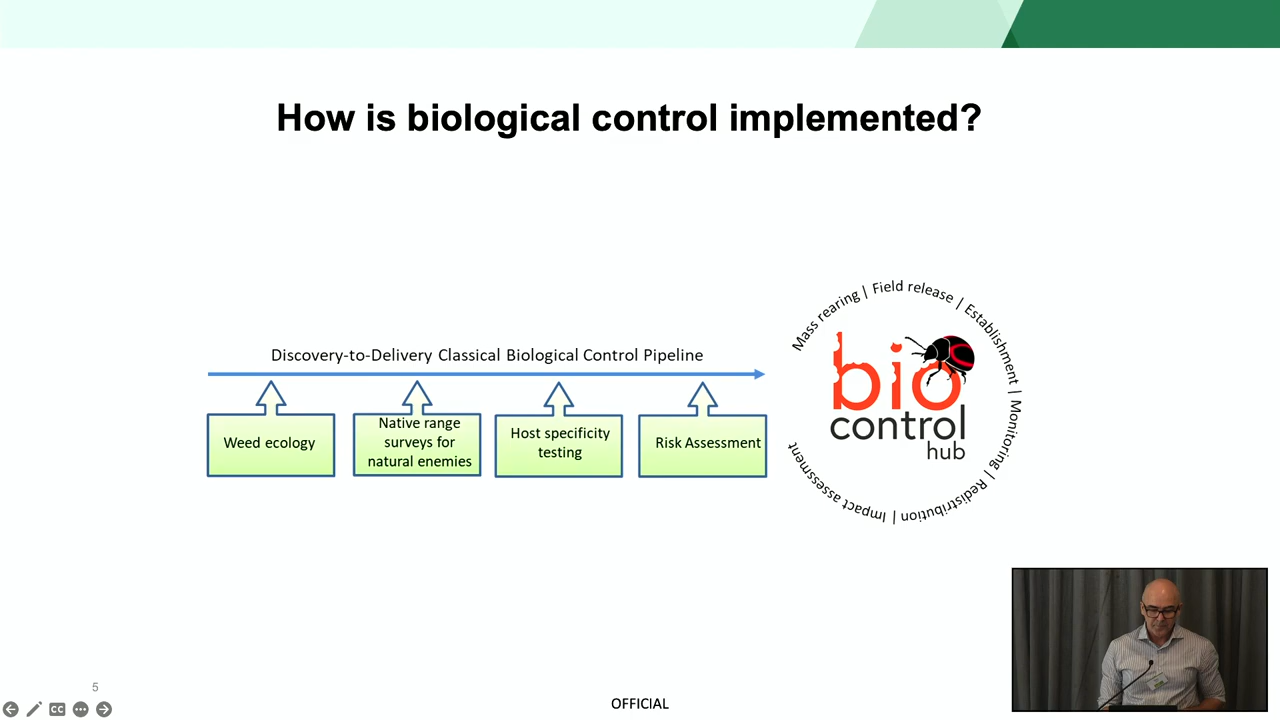 How is biological control implemented?
Discovery-to-Delivery Classical Biological Control Pipeline
Weed ecology
Native range
surveys for
natural enemies
Host specificity
testing
Risk Assessment
Mass rearing | Field release | Establishment | Monitoring | Redistribution | Impact assessment
bio
control
hub
5
CC
OFFICIAL